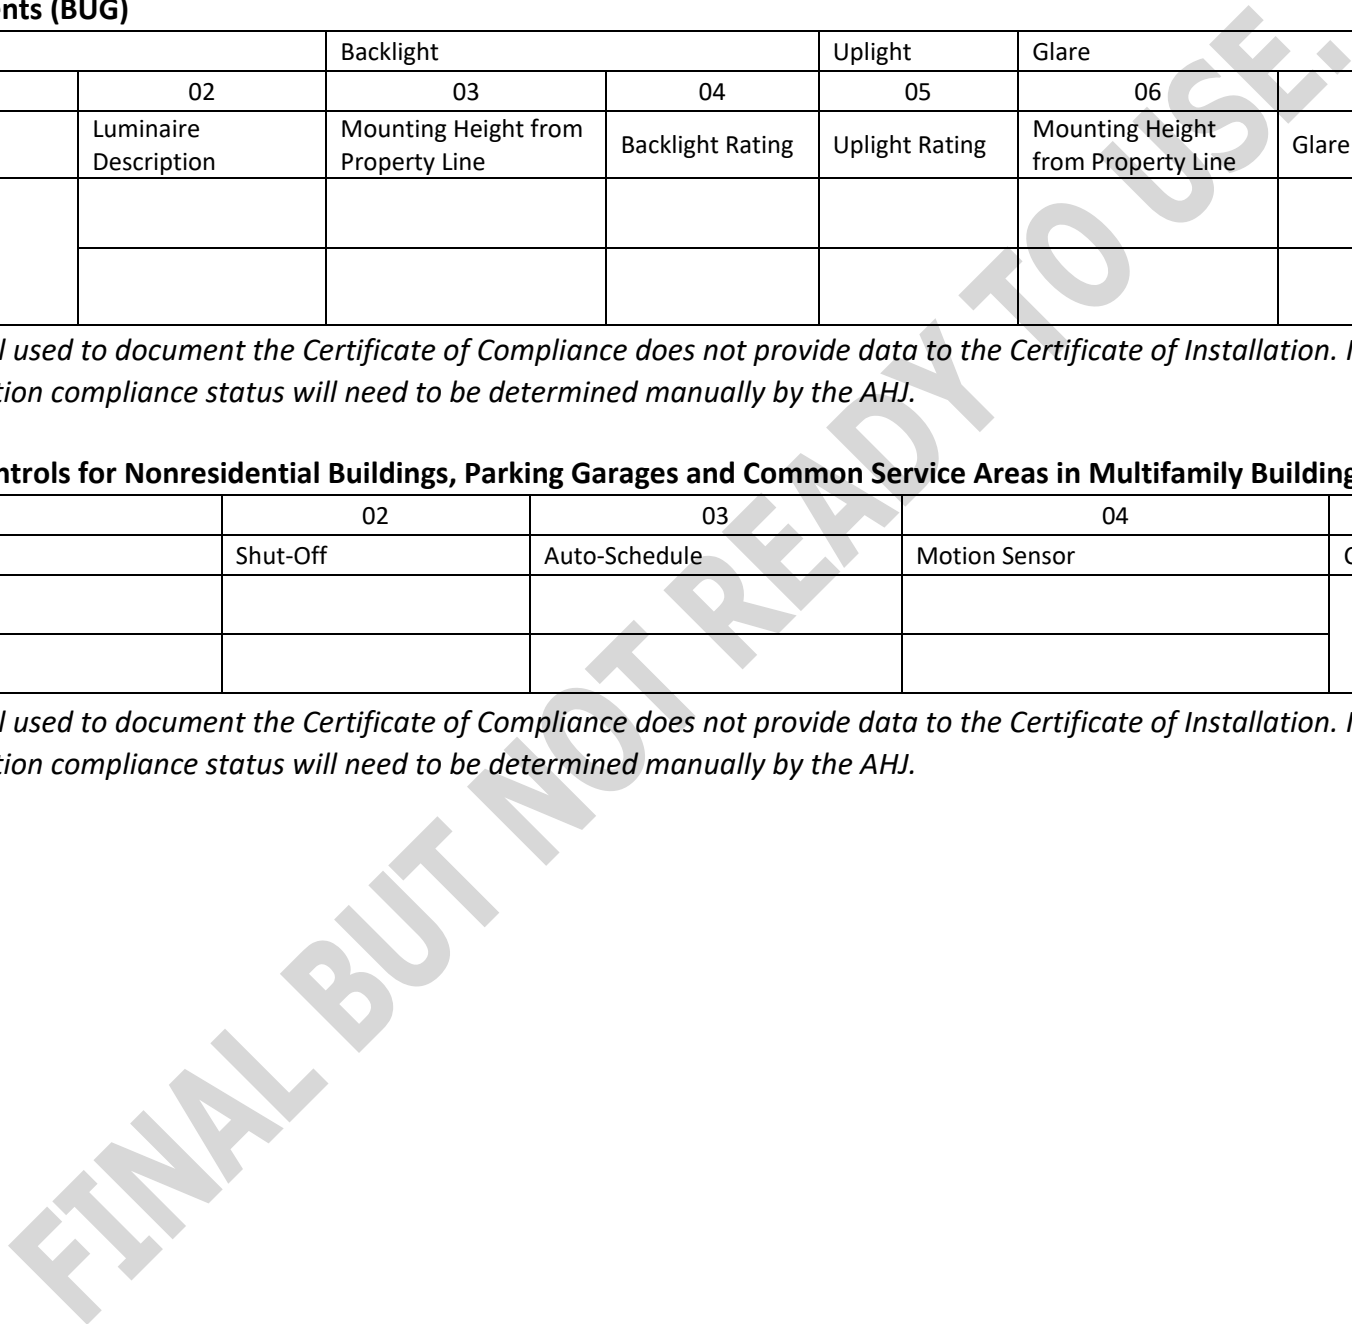 ents (BUG)
Backlight Uplight Glare
02 03 04 05 06
Luminaire Description Mounting Height from Property Line Backlight Rating Uplight Rating Mounting Height from Property Line Glare
l used to document the Certificate of Compliance does not provide data to the Certificate of Installation. I
tion compliance status will need to be determined manually by the AHJ.
ntrols for Nonresidential Buildings, Parking Garages and Common Service Areas in Multifamily Building
02 03 04
Shut-Off Auto-Schedule Motion Sensor
l used to document the Certificate of Compliance does not provide data to the Certificate of Installation. I
tion compliance status will need to be determined manually by the AHJ.
FINAL BUT NOT READY TO USE.